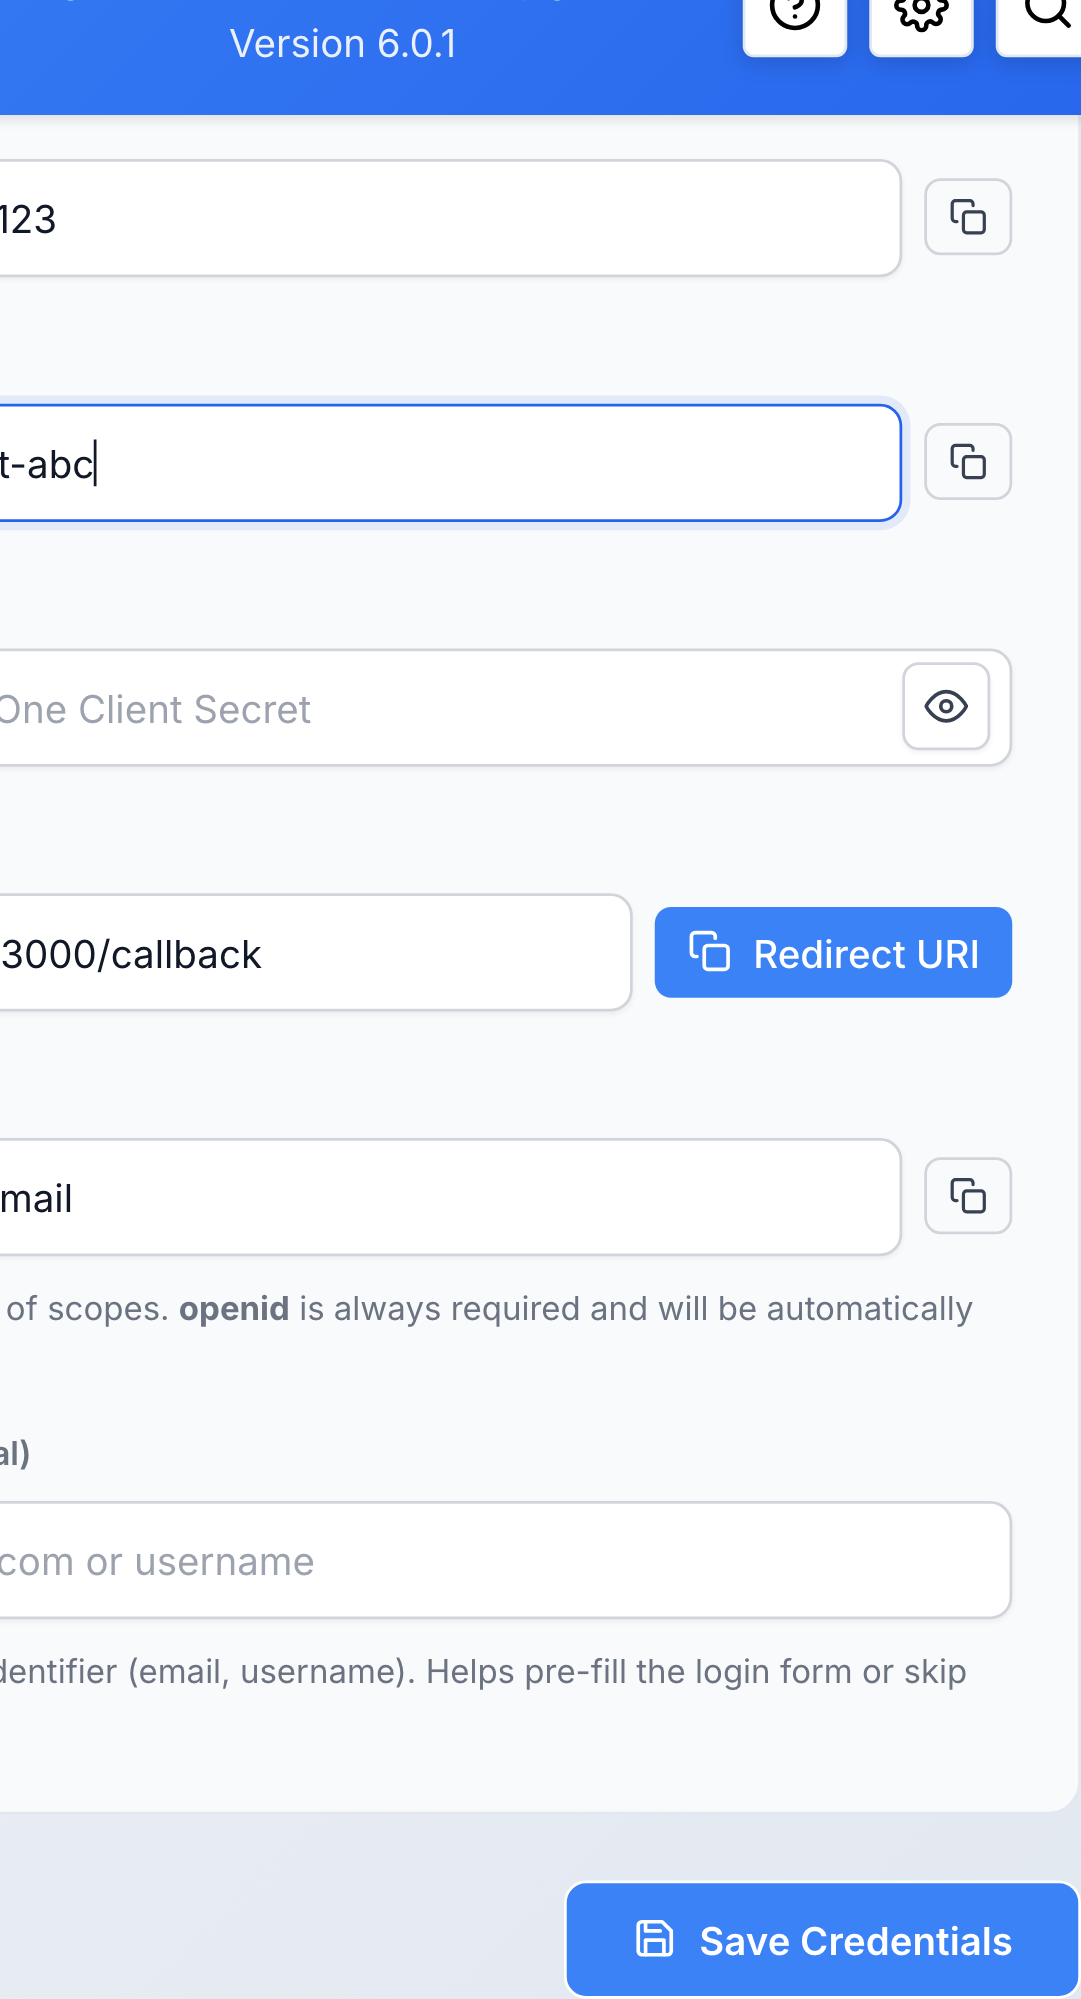 Version 6.0.1
123
t-abc
One Client Secret
3000/callback
Redirect URI
mail
of scopes. openid is always required and will be automatically
al)
com or username
dentifier (email, username). Helps pre-fill the login form or skip
Save Credentials